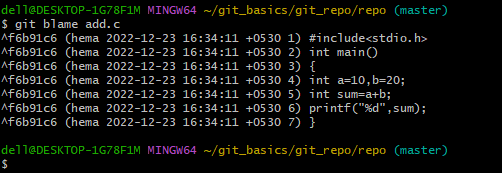 dell@DESKTOP-1G78F1M MINGW64 ~/git_basics/git_repo/repo (master)
$ git blame add.c
^f6b91c6 (hema 2022-12-23 16:34:11 +0530 1) #include<stdio.h>
^f6b91c6 (hema 2022-12-23 16:34:11 +0530 2) int main()
^f6b91c6 (hema 2022-12-23 16:34:11 +0530 3) {
^f6b91c6 (hema 2022-12-23 16:34:11 +0530 4) int a=10,b=20;
^f6b91c6 (hema 2022-12-23 16:34:11 +0530 5) int sum=a+b;
^f6b91c6 (hema 2022-12-23 16:34:11 +0530 6) printf("%d",sum);
^f6b91c6 (hema 2022-12-23 16:34:11 +0530 7) }
dell@DESKTOP-1G78F1M MINGW64 ~/git_basics/git_repo/repo (master)
$